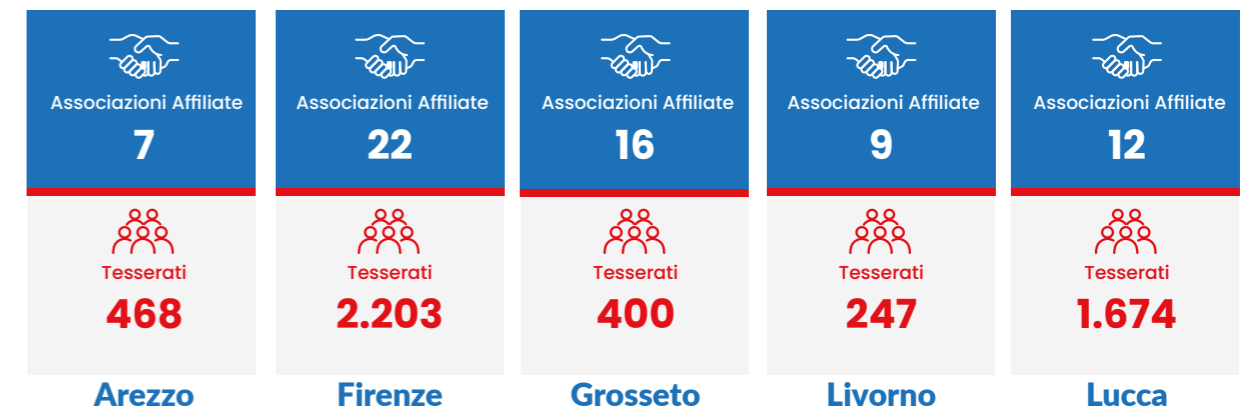 Associazioni Affiliate
7
Tesserati
468
Arezzo
Associazioni Affiliate
22
Tesserati
2.203
Firenze
Associazioni Affiliate
16
Tesserati
400
Grosseto
Associazioni Affiliate
9
Tesserati
247
Livorno
Associazioni Affiliate
12
Tesserati
1.674
Lucca